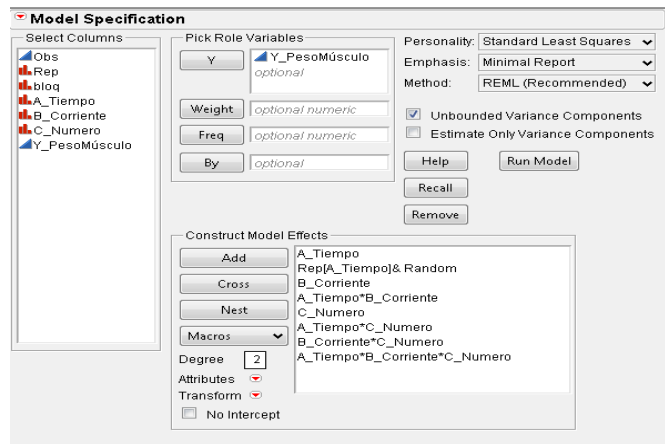 Model Specification
Select Columns
Obs
Rep
bloq
A_Tiempo
B_Corriente
C_Numero
Y_PesoMúsculo
Pick Role Variables
Y
Y_PesoMúsculo
optional
Weight
optional numeric
Freq
optional numeric
By
optional
Personality: Standard Least Squares
Emphasis: Minimal Report
Method: REML (Recommended)
Unbounded Variance Components
Estimate Only Variance Components
Help
Run Model
Recall
Remove
Construct Model Effects
Add
Cross
Nest
Macros
Degree 2
Attributes
Transform
No Intercept
A_Tiempo
Rep[A_Tiempo]& Random
B_Corriente
A_Tiempo*B_Corriente
C_Numero
A_Tiempo*C_Numero
B_Corriente*C_Numero
A_Tiempo*B_Corriente*C_Numero